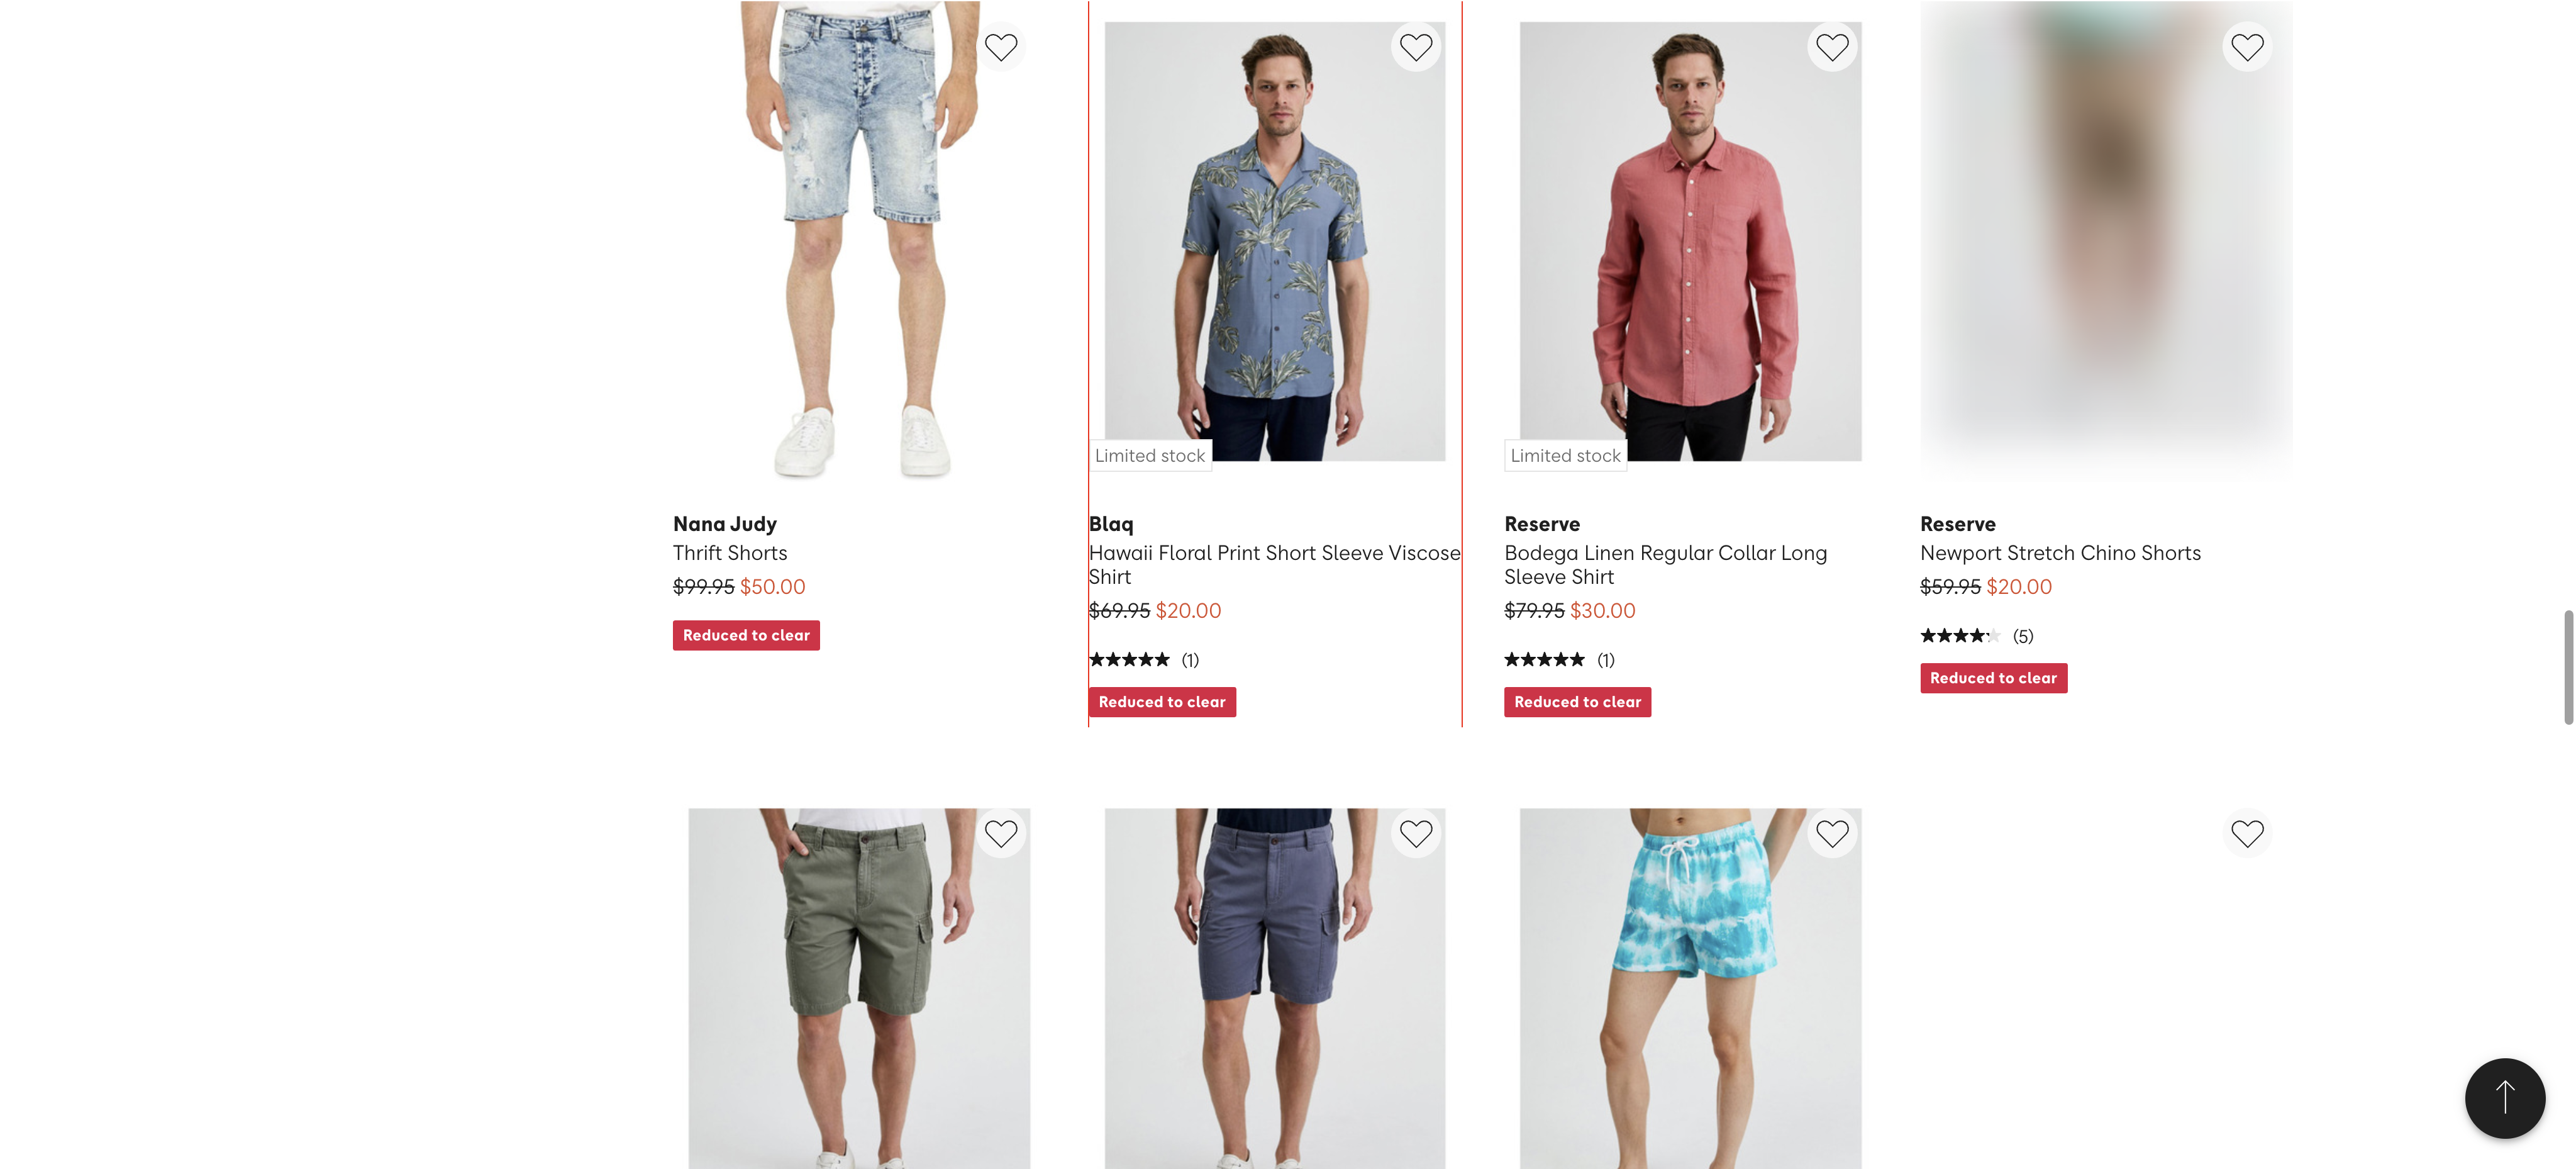 Limited stock
Limited stock
Nana Judy
Thrift Shorts
$99.95 $50.00
Reduced to clear
Blaq
Hawaii Floral Print Short Sleeve Viscose
Shirt
$69.95 $20.00
(1)
Reduced to clear
Reserve
Bodega Linen Regular Collar Long
Sleeve Shirt
$79.95 $30.00
(1)
Reduced to clear
Reserve
Newport Stretch Chino Shorts
$59.95 $20.00
(5)
Reduced to clear